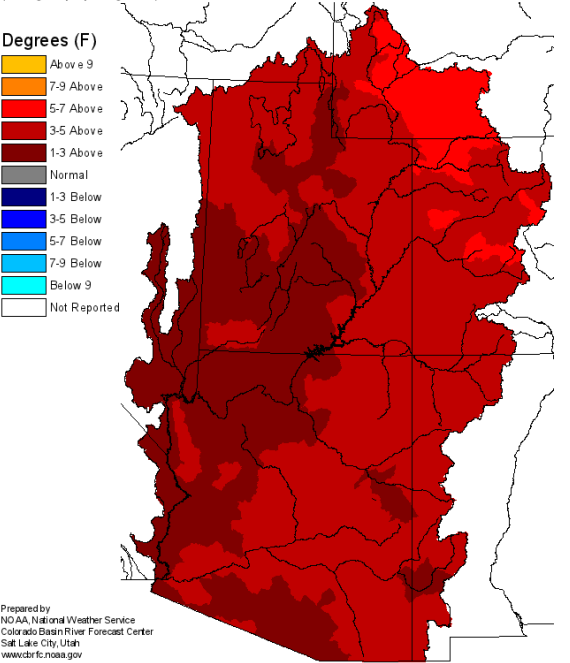 Degrees (F)
Above 9
7-9 Above
5-7 Above
3-5 Above
1-3 Above
Normal
1-3 Below
3-5 Below
5-7 Below
7-9 Below
Below 9
Not Reported
Prepared by
NOAA, National Weather Service
Colorado Basin River Forecast Center
Salt Lake City, Utah
www.cbrfc.noaa.gov